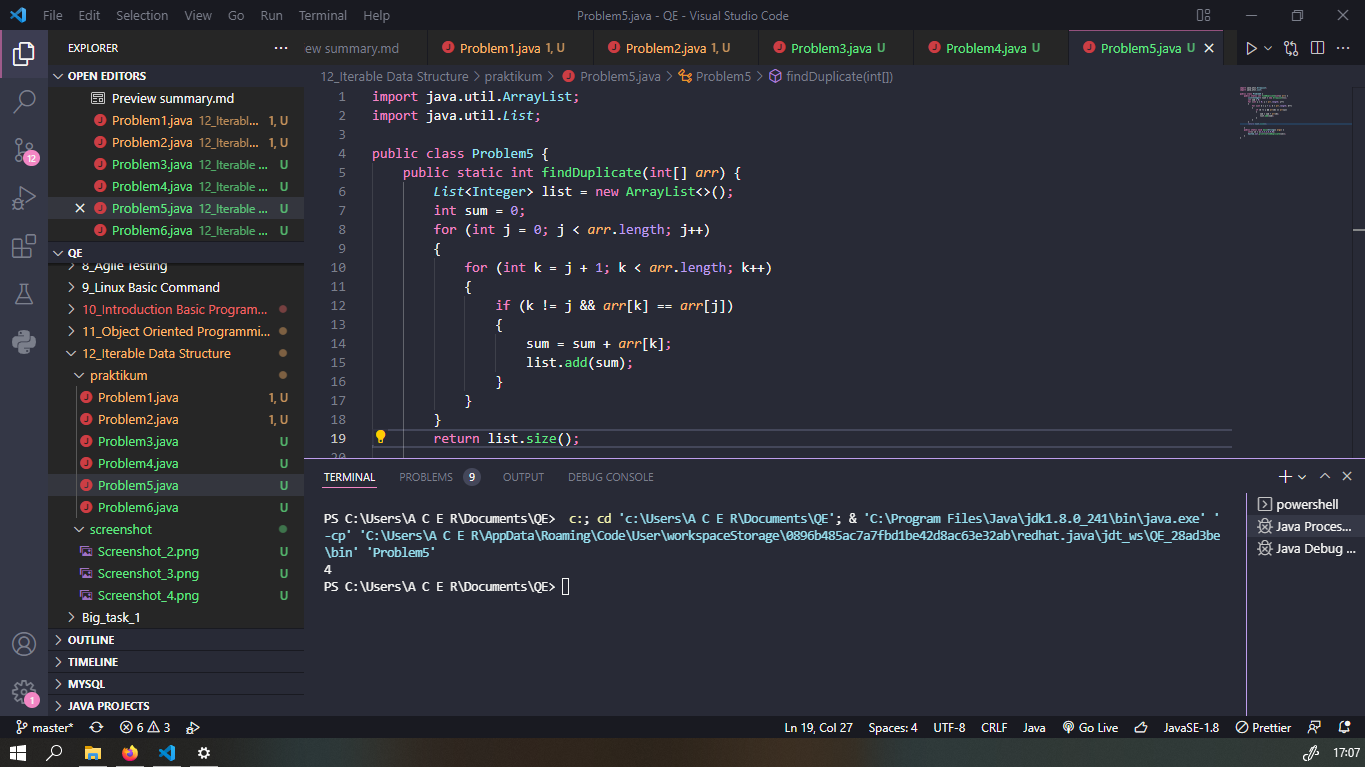 File Edit Selection View Go Run Terminal Help Problem5.java - QE - Visual Studio Code
EXPLORER ···
ew summary.md Problem1.java 1, U Problem2.java 1, U Problem3.java U Problem4.java U Problem5.java U
OPEN EDITORS
Preview summary.md
Problem1.java 12_Iterabl... 1, U
Problem2.java 12_Iterabl... 1, U
Problem3.java 12_Iterable ... U
Problem4.java 12_Iterable ... U
Problem5.java 12_Iterable ... U
Problem6.java 12_Iterable ... U
QE
8_Agile Testing
9_Linux Basic Command
10_Introduction Basic Program...
11_Object Oriented Programmi...
12_Iterable Data Structure
praktikum
Problem1.java 1, U
Problem2.java 1, U
Problem3.java U
Problem4.java U
Problem5.java U
Problem6.java U
screenshot
Screenshot_2.png U
Screenshot_3.png U
Screenshot_4.png U
Big_task_1
OUTLINE
TIMELINE
MYSQL
JAVA PROJECTS
12
1
12_Iterable Data Structure > praktikum > Problem5.java > Problem5 > findDuplicate(int[])
1 import java.util.ArrayList;
2 import java.util.List;
3
4 public class Problem5 {
5 public static int findDuplicate(int[] arr) {
6 List<Integer> list = new ArrayList<>();
7 int sum = 0;
8 for (int j = 0; j < arr.length; j++)
9 {
10 for (int k = j + 1; k < arr.length; k++)
11 {
12 if (k != j && arr[k] == arr[j])
13 {
14 sum = sum + arr[k];
15 list.add(sum);
16 }
17 }
18 }
19 return list.size();
20
TERMINAL PROBLEMS 9 OUTPUT DEBUG CONSOLE
PS C:\Users\A C E R\Documents\QE> c:; cd 'c:\Users\A C E R\Documents\QE'; & 'C:\Program Files\Java\jdk1.8.0_241\bin\java.exe' '
-cp' 'C:\Users\A C E R\AppData\Roaming\Code\User\workspaceStorage\0896b485ac7a7fbd1be42d8ac63e32ab\redhat.java\jdt_ws\QE_28ad3be
\bin' 'Problem5'
4
PS C:\Users\A C E R\Documents\QE>
powershell
Java Proces...
Java Debug ...
master* 6 3 Ln 19, Col 27 Spaces: 4 UTF-8 CRLF Java Go Live JavaSE-1.8 Prettier
17:07